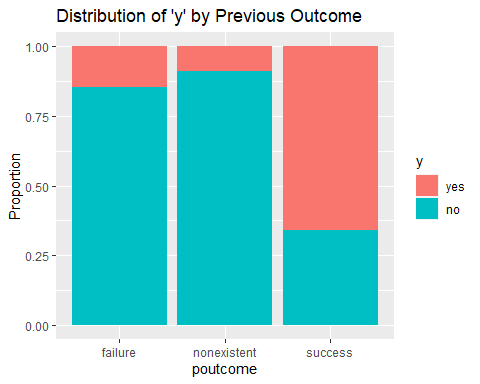 Distribution of 'y' by Previous Outcome
1.00
0.75
0.50
0.25
0.00
Proportion
failure nonexistent success
poutcome
y
yes
no